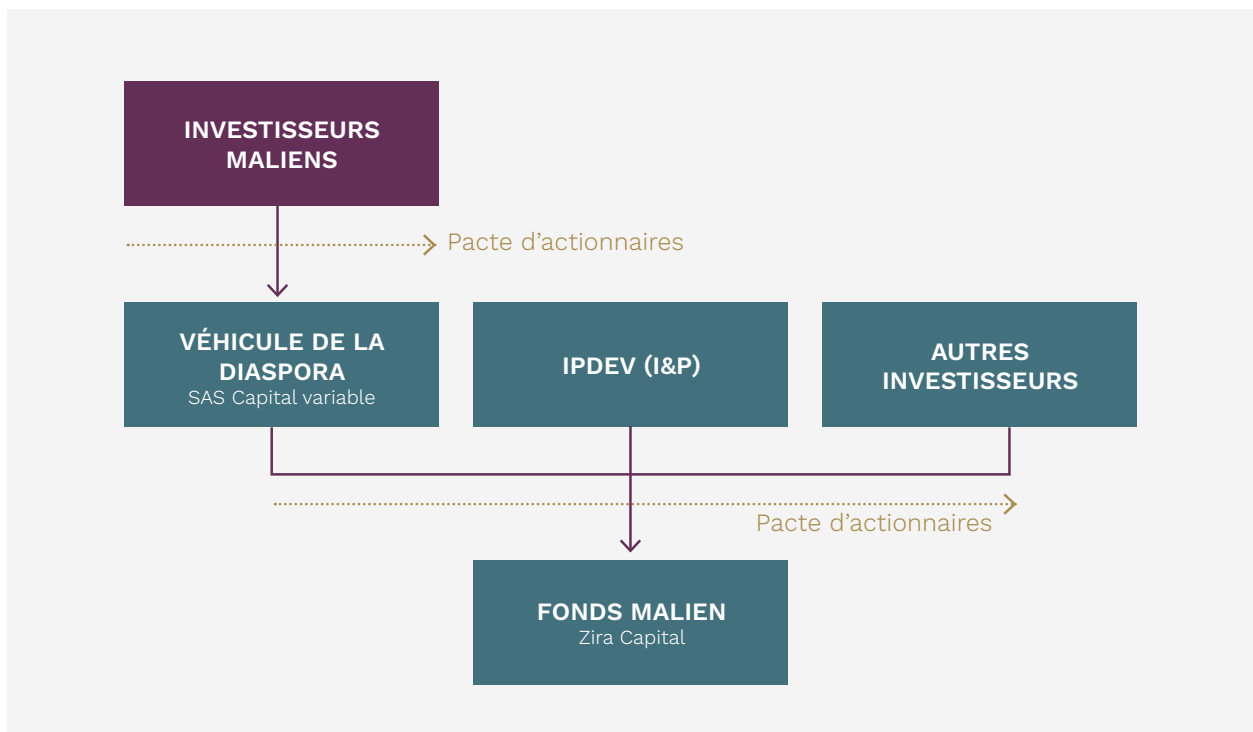 INVESTISSEURS
MALIENS
Pacte d’actionnaires
VÉHICULE DE LA
DIASPORA
SAS Capital variable
IPDEV (I&P)
AUTRES
INVESTISSEURS
Pacte d’actionnaires
FONDS MALIEN
Zira Capital